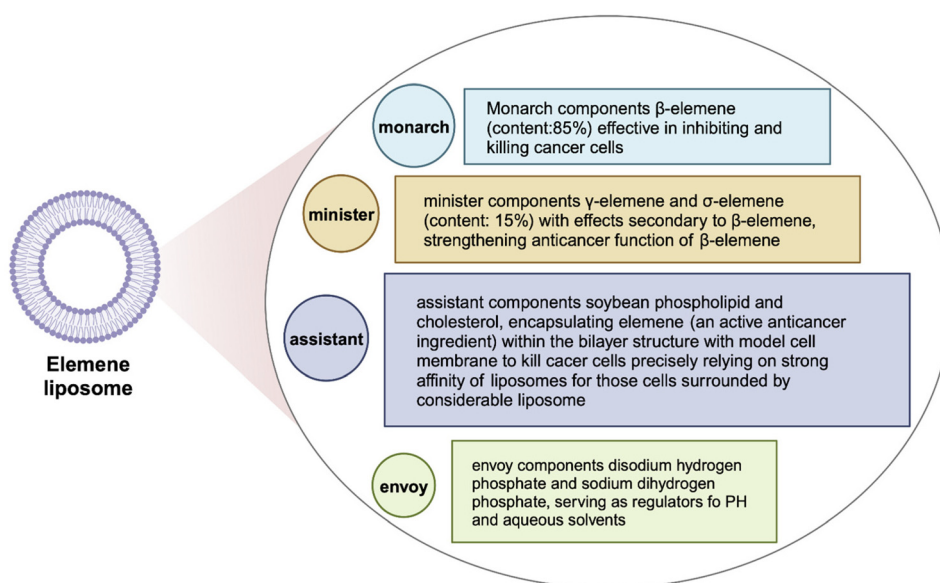 monarch
Monarch components β-elemene
(content:85%) effective in inhibiting and
killing cancer cells
minister
minister components γ-elemene and σ-elemene
(content: 15%) with effects secondary to β-elemene,
strengthening anticancer function of β-elemene
assistant
assistant components soybean phospholipid and
cholesterol, encapsulating elemene (an active anticancer
ingredient) within the bilayer structure with model cell
membrane to kill cacer cells precisely relying on strong
affinity of liposomes for those cells surrounded by
considerable liposome
Elemene
liposome
envoy
envoy components disodium hydrogen
phosphate and sodium dihydrogen
phosphate, serving as regulators fo PH
and aqueous solvents